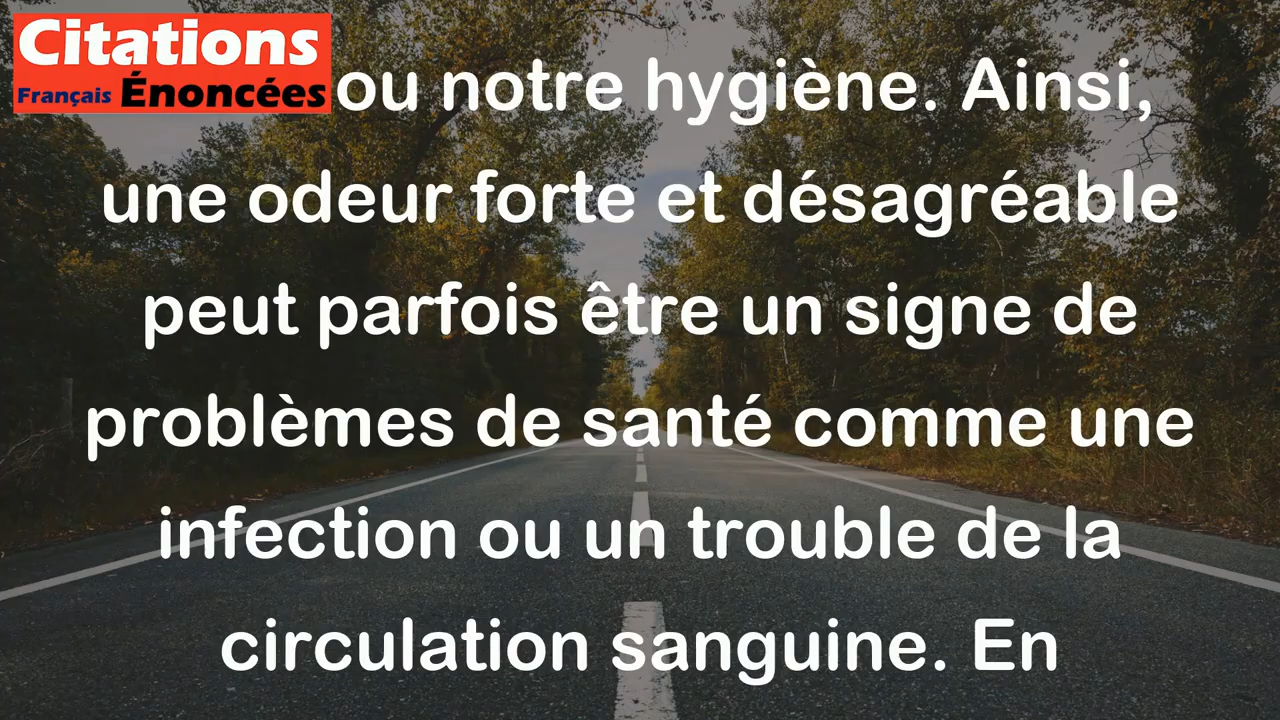 Citations
Français Énoncées
ou notre hygiène. Ainsi,
une odeur forte et désagréable
peut parfois être un signe de
problèmes de santé comme une
infection ou un trouble de la
circulation sanguine. En